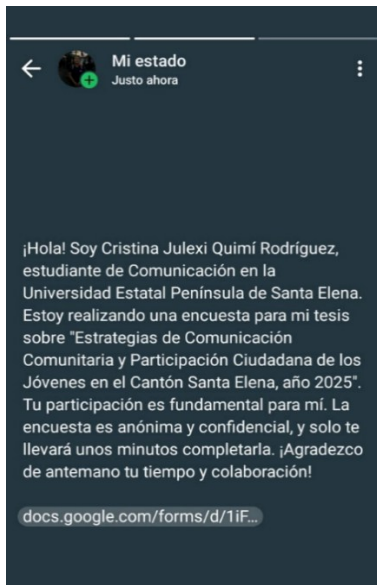 Mi estado
Justo ahora
¡Hola! Soy Cristina Julexi Quimí Rodríguez,
estudiante de Comunicación en la
Universidad Estatal Península de Santa Elena.
Estoy realizando una encuesta para mi tesis
sobre "Estrategias de Comunicación
Comunitaria y Participación Ciudadana de los
Jóvenes en el Cantón Santa Elena, año 2025".
Tu participación es fundamental para mí. La
encuesta es anónima y confidencial, y solo te
llevará unos minutos completarla. ¡Agradezco
de antemano tu tiempo y colaboración!
docs.google.com/forms/d/1iF...